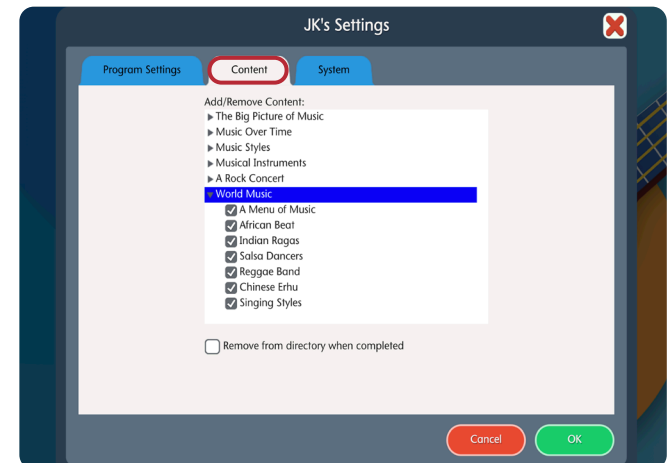 JK's Settings
Program Settings
Content
System
Add/Remove Content:
The Big Picture of Music
Music Over Time
Music Styles
Musical Instruments
A Rock Concert
World Music
A Menu of Music
African Beat
Indian Ragas
Salsa Dancers
Reggae Band
Chinese Erhu
Singing Styles
Remove from directory when completed
Cancel
OK